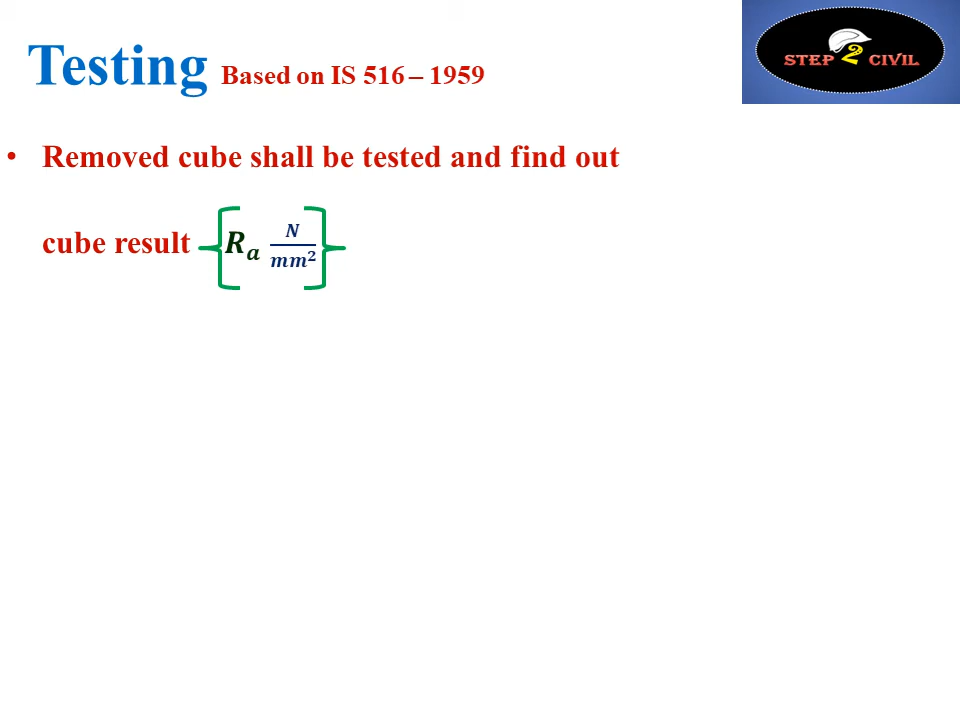 Testing Based on IS 516 – 1959
STEP 2 CIVIL
• Removed cube shall be tested and find out
cube result { R_a N/mm² }